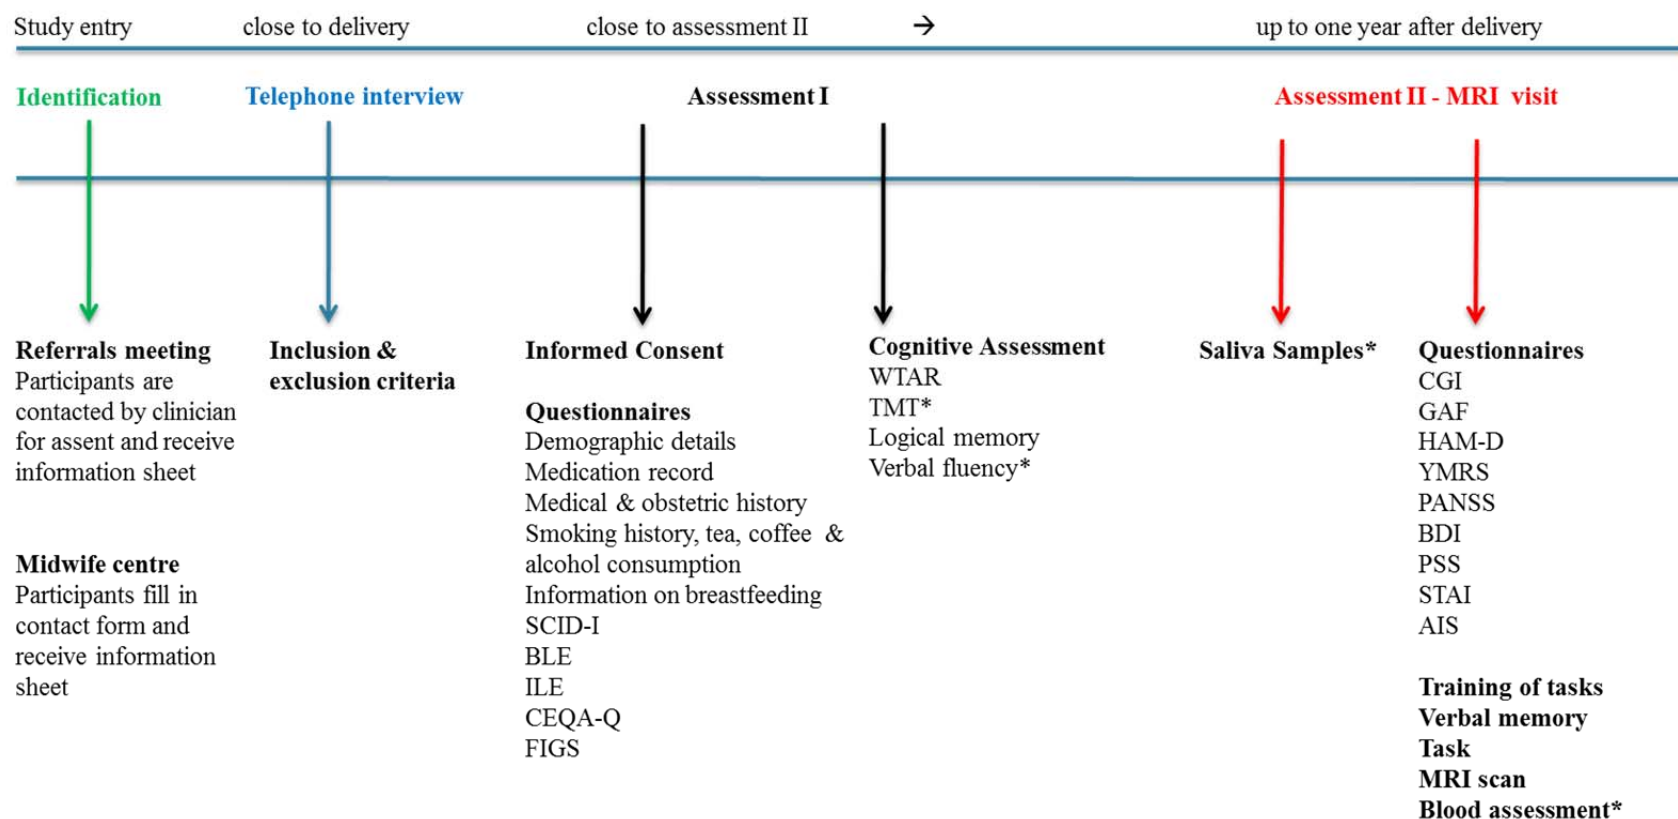 Study entry
close to delivery
close to assessment II
→
up to one year after delivery
Identification
Telephone interview
Assessment I
Assessment II - MRI visit
Referrals meeting
Participants are
contacted by clinician
for assent and receive
information sheet
Midwife centre
Participants fill in
contact form and
receive information
sheet
Inclusion &
exclusion criteria
Informed Consent
Questionnaires
Demographic details
Medication record
Medical & obstetric history
Smoking history, tea, coffee &
alcohol consumption
Information on breastfeeding
SCID-I
BLE
ILE
CEQA-Q
FIGS
Cognitive Assessment
WTAR
TMT*
Logical memory
Verbal fluency*
Saliva Samples*
Questionnaires
CGI
GAF
HAM-D
YMRS
PANSS
BDI
PSS
STAI
AIS
Training of tasks
Verbal memory
Task
MRI scan
Blood assessment*